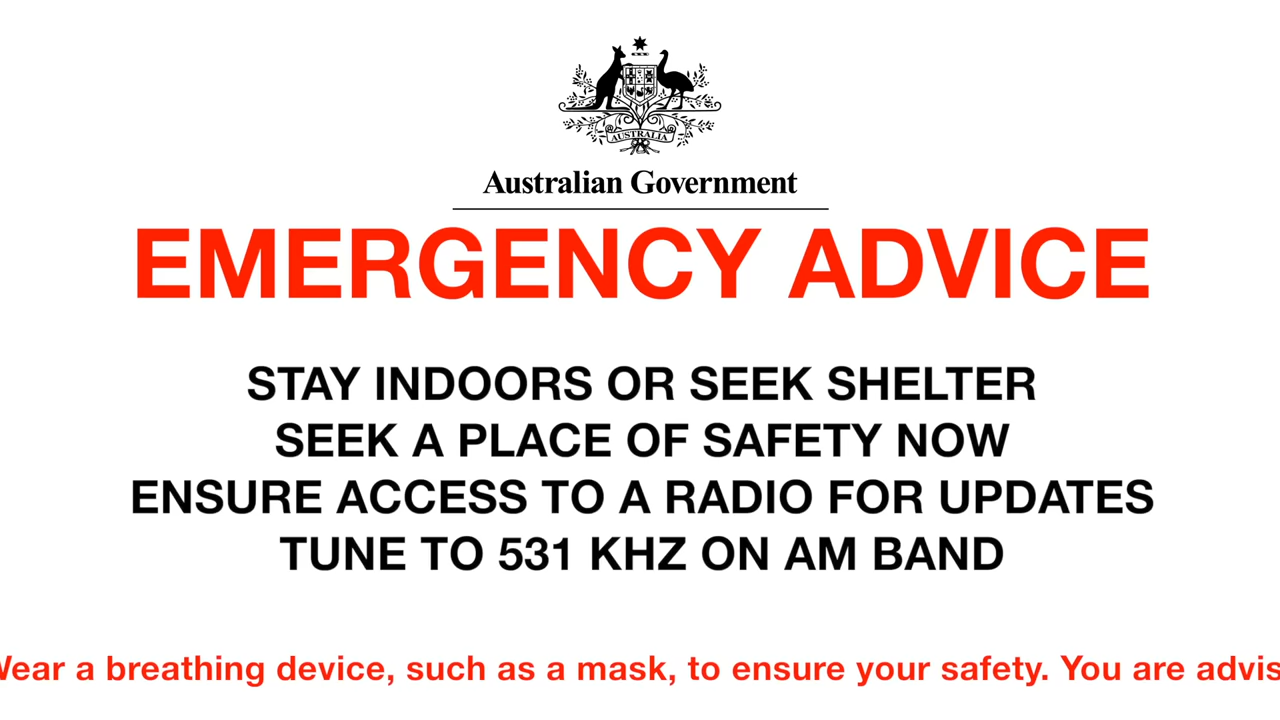 AUSTRALIA
Australian Government
EMERGENCY ADVICE
STAY INDOORS OR SEEK SHELTER
SEEK A PLACE OF SAFETY NOW
ENSURE ACCESS TO A RADIO FOR UPDATES
TUNE TO 531 KHZ ON AM BAND
Wear a breathing device, such as a mask, to ensure your safety. You are advis